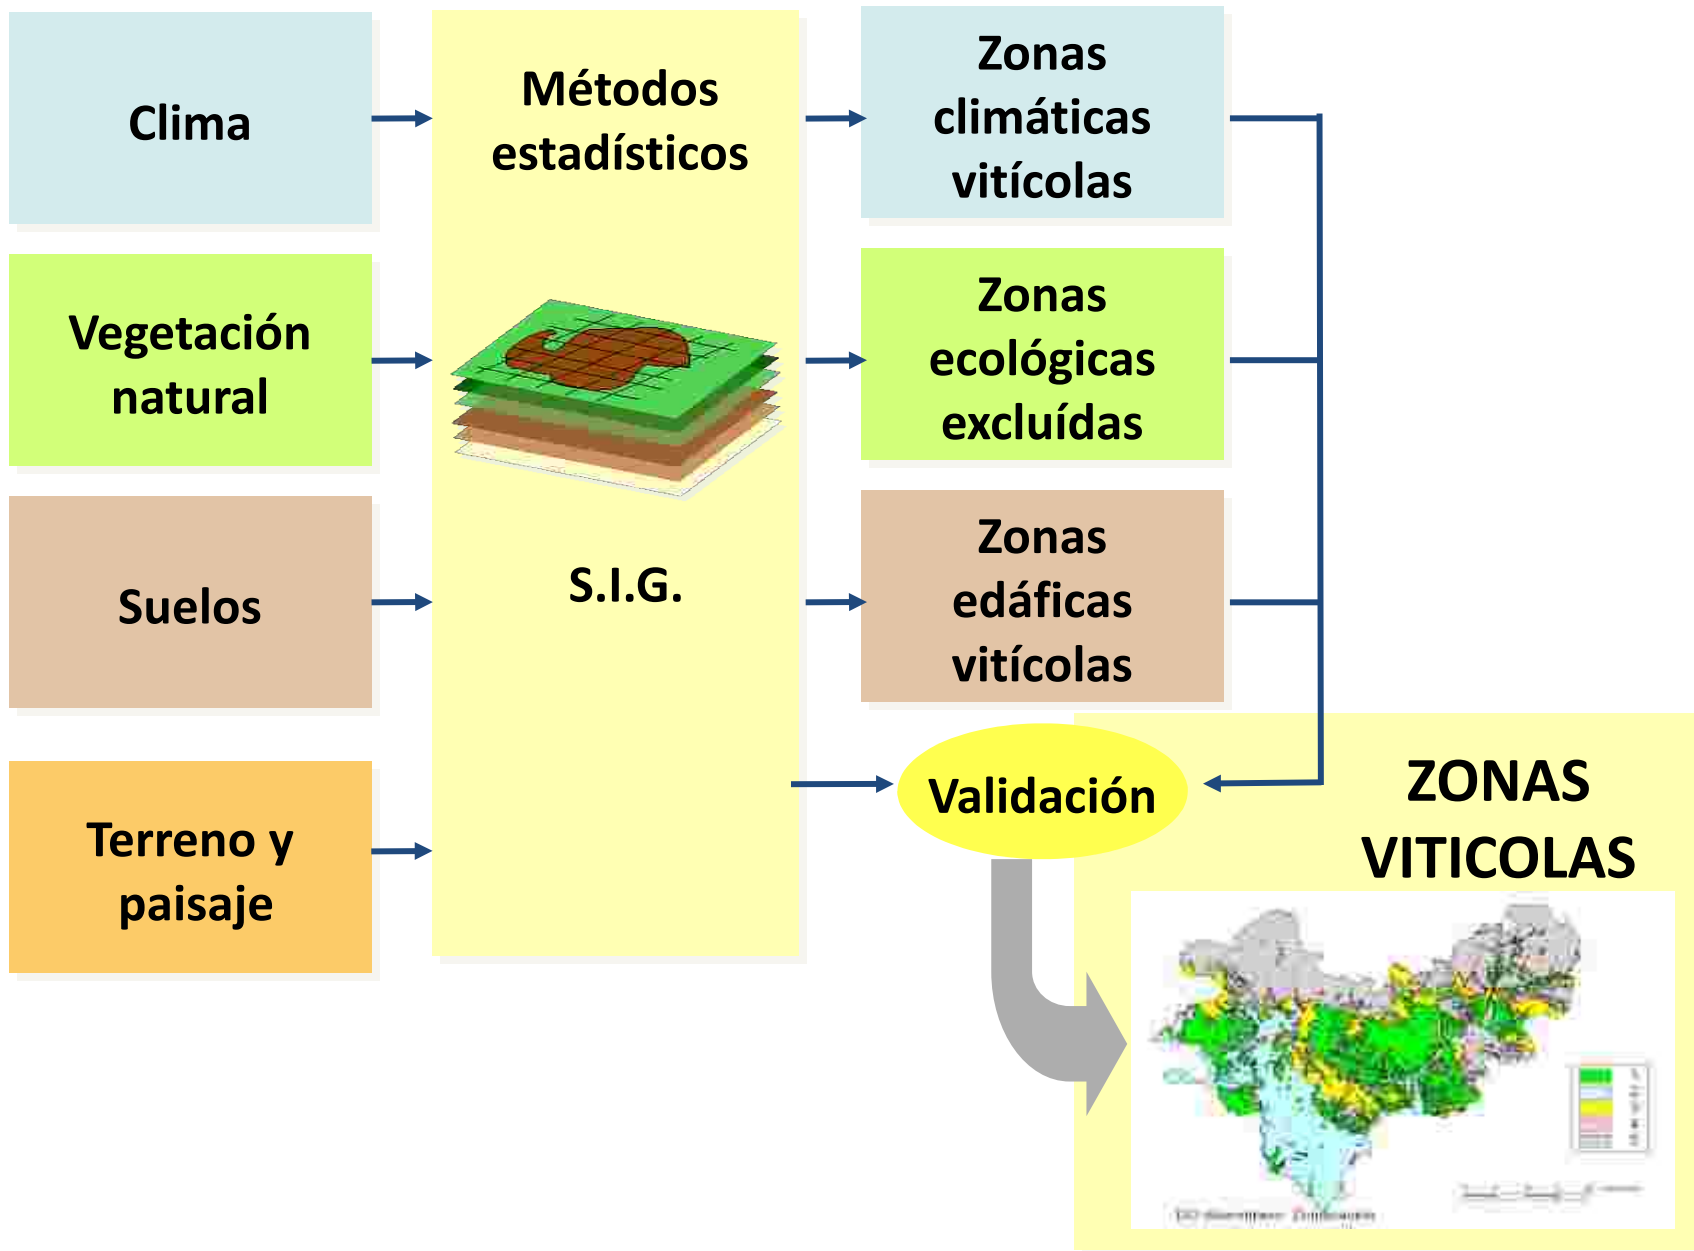 Clima
Métodos
estadísticos
Zonas
climáticas
vitícolas
Vegetación
natural
Zonas
ecológicas
excluídas
Suelos
S.I.G.
Zonas
edáficas
vitícolas
Terreno y
paisaje
Validación
ZONAS
VITICOLAS